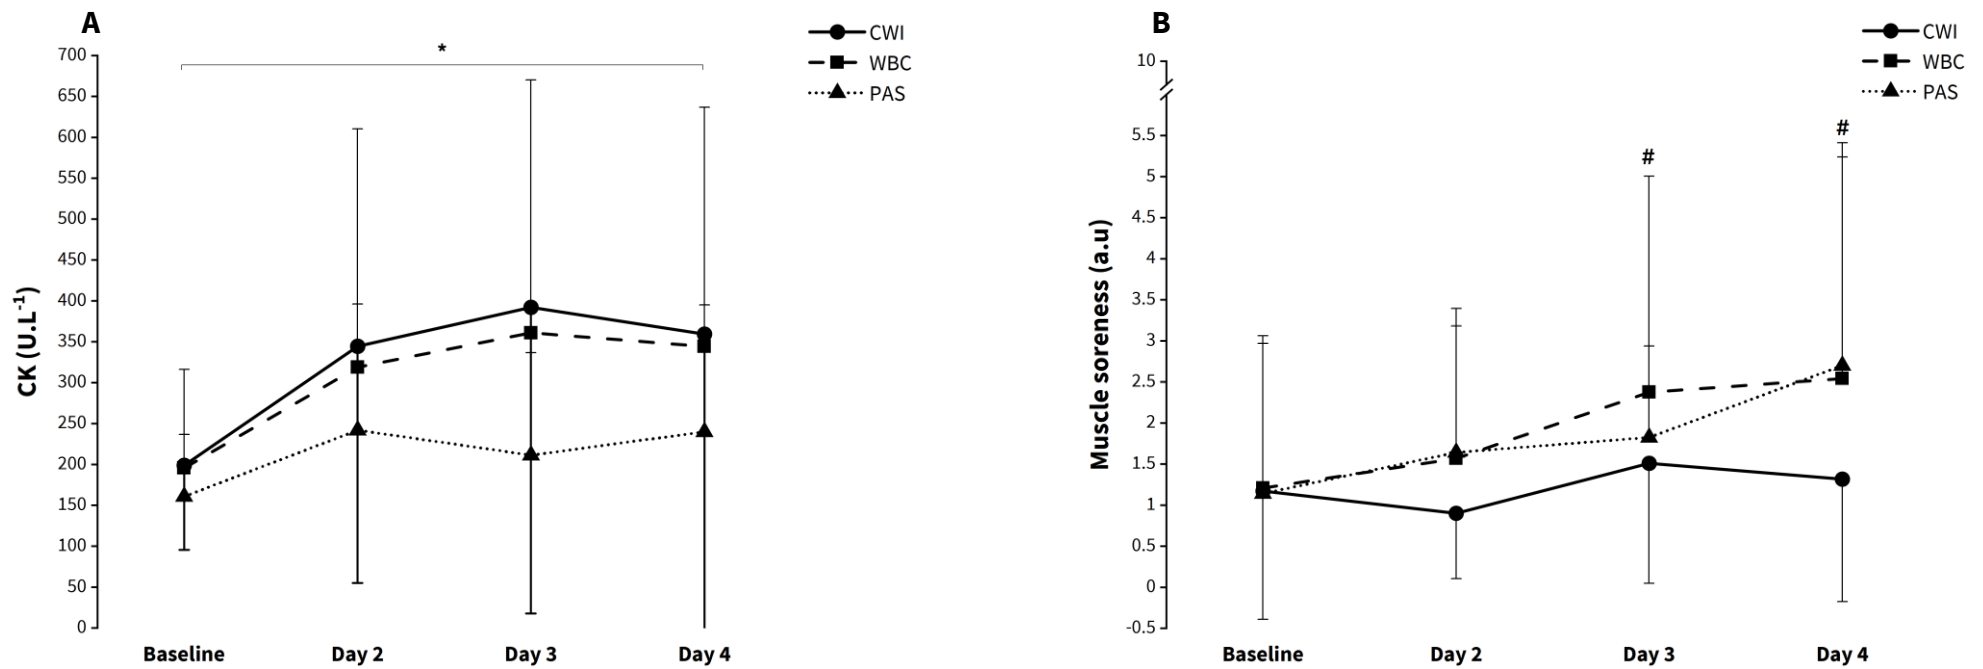 A
CWI
WBC
PAS
*
700
650
600
550
500
450
400
350
300
250
200
150
100
50
0
CK (U.L⁻¹)
Baseline Day 2 Day 3 Day 4
B
CWI
WBC
PAS
10
5.5
5
4.5
4
3.5
3
2.5
2
1.5
1
0.5
0
-0.5
Muscle soreness (a.u)
#
#
Baseline Day 2 Day 3 Day 4